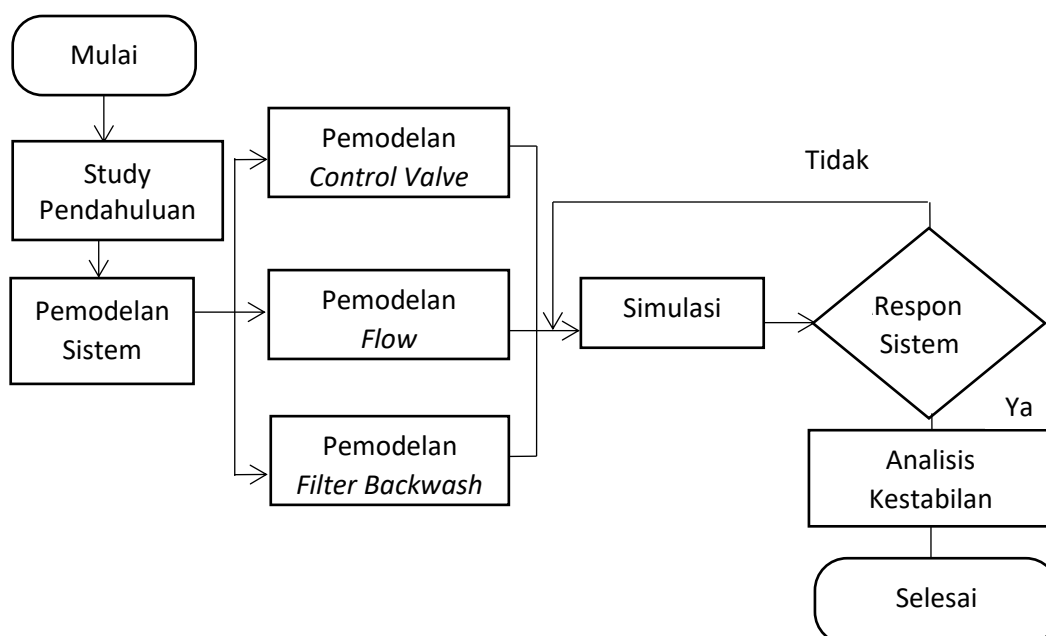 Mulai
Study
Pendahuluan
Pemodelan
Sistem
Pemodelan
Control Valve
Pemodelan
Flow
Pemodelan
Filter Backwash
Simulasi
Tidak
Respon
Sistem
Ya
Analisis
Kestabilan
Selesai